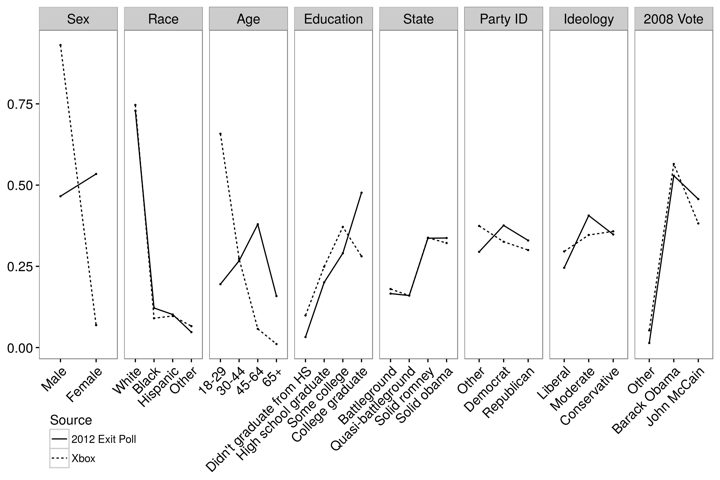 Sex Race Age Education State Party ID Ideology 2008 Vote
0.75
0.50
0.25
0.00
Male Female White Black Hispanic Other 18-29 30-44 45-64 65+ Didn't graduate from HS High school graduate Some college College graduate Battleground Quasi-battleground Solid romney Solid obama Other Democrat Republican Liberal Moderate Conservative Other Barack Obama John McCain
Source
2012 Exit Poll
Xbox